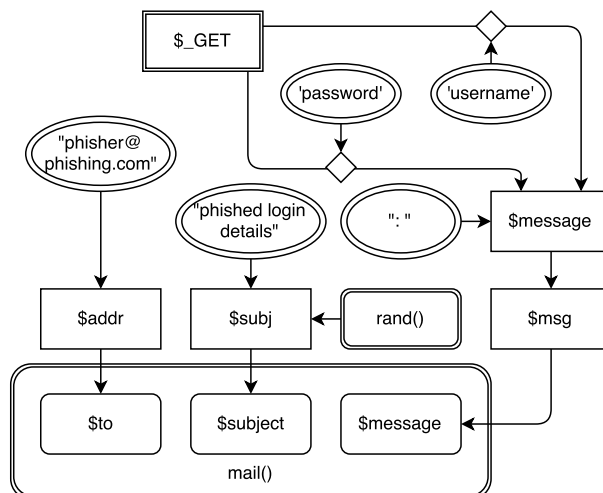 $_GET
'password'
'username'
"phisher@
phishing.com"
"phished login
details"
": "
$message
$addr
$subj
rand()
$msg
$to
$subject
$message
mail()